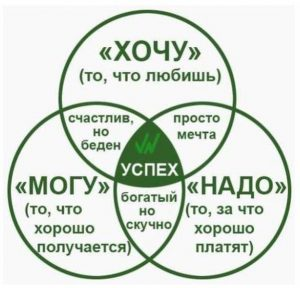 «ХОЧУ»
(то, что любишь)
счастлив,
но
беден
просто
мечта
УСПЕХ
«МОГУ»
(то, что
хорошо
получается)
богатый
но
скучно
«НАДО»
(то, за что
хорошо
платят)